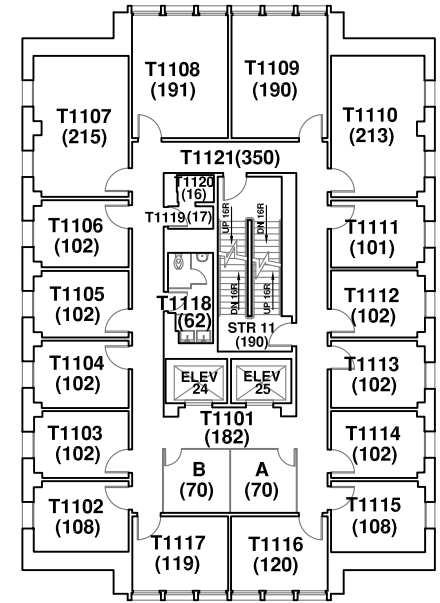 T1108
(191)
T1109
(190)
T1107
(215)
T1110
(213)
T1121(350)
T1120
(16)
T1119(17)
UP 16R
DN 16R
T1106
(102)
T1111
(101)
T1105
(102)
T1118
(62)
DN 16R
UP 16R
T1112
(102)
STR 11
(190)
T1104
(102)
ELEV
24
ELEV
25
T1113
(102)
T1101
(182)
T1103
(102)
T1114
(102)
B
(70)
A
(70)
T1102
(108)
T1115
(108)
T1117
(119)
T1116
(120)